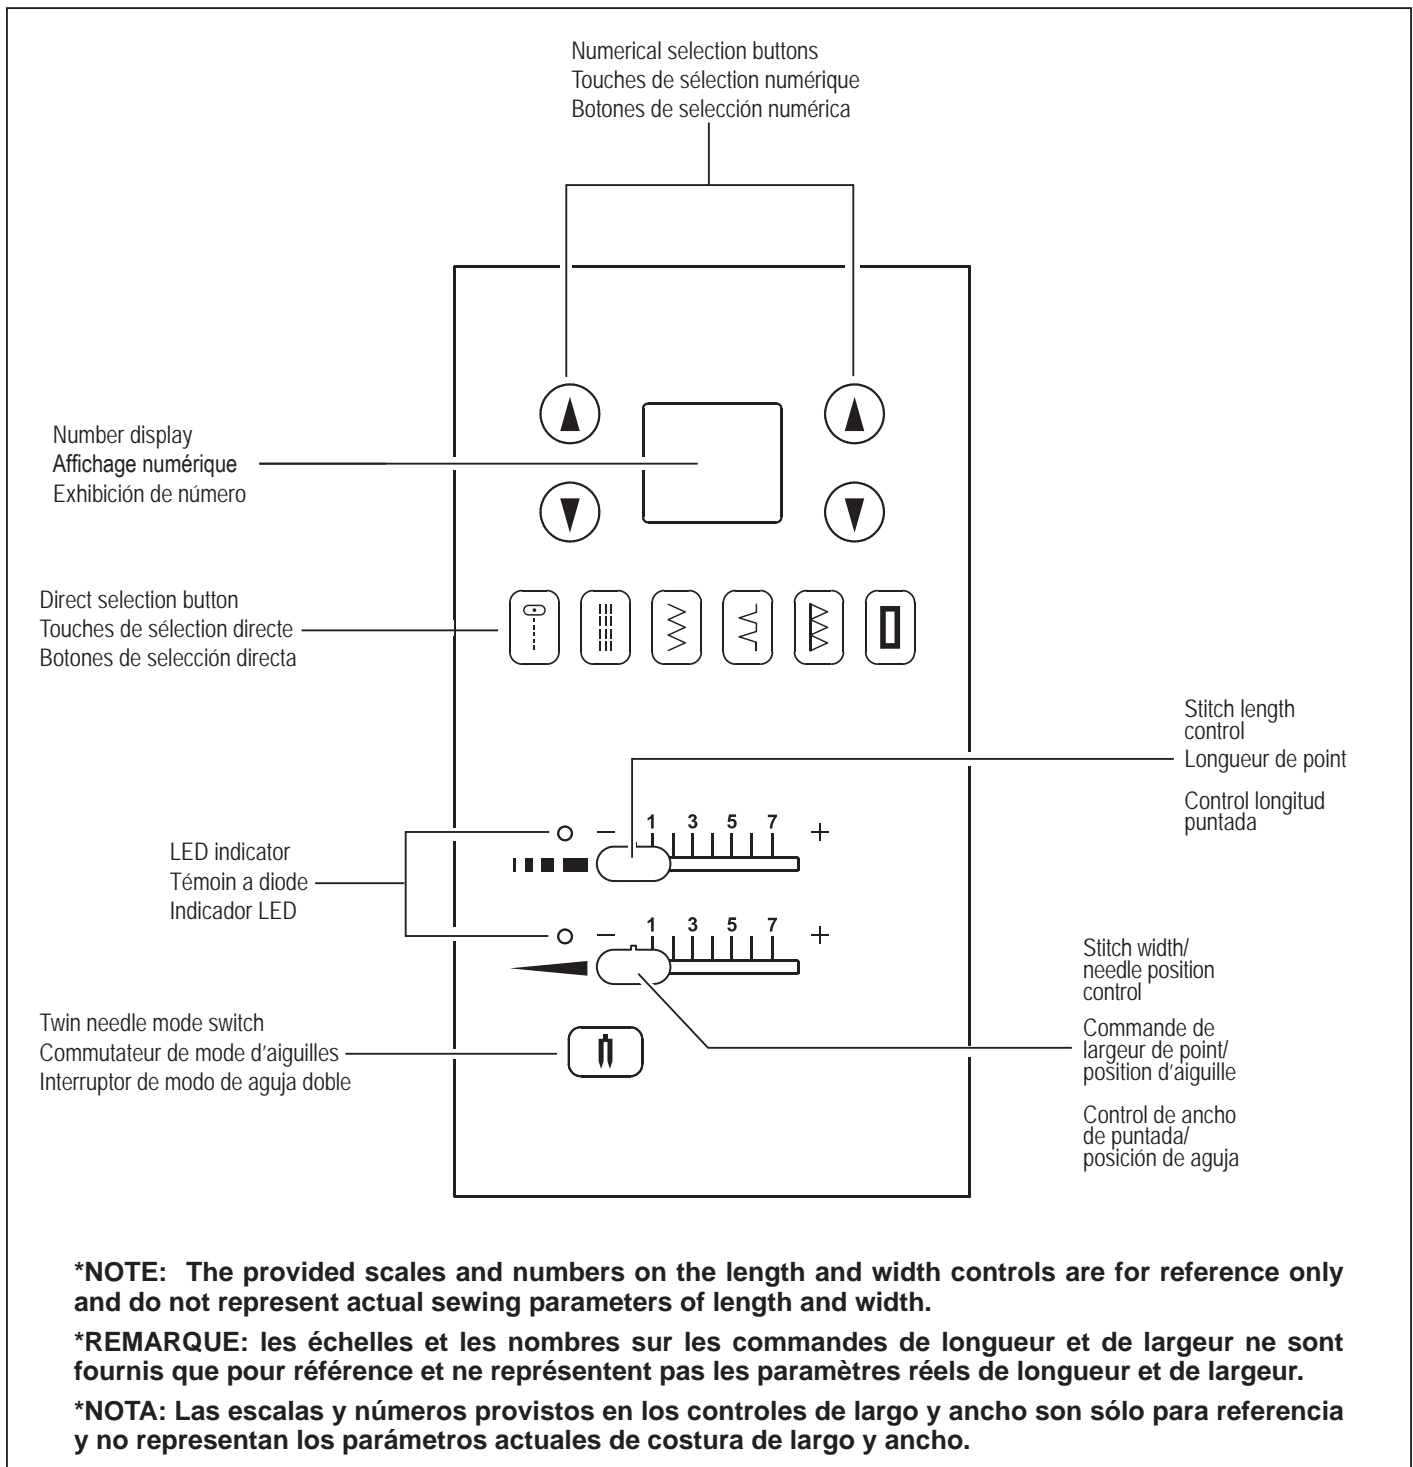 Numerical selection buttons
Touches de sélection numérique
Botones de selección numérica
Number display
Affichage numérique
Exhibición de número
Direct selection button
Touches de sélection directe
Botones de selección directa
Stitch length
control
Longueur de point
Control longitud
puntada
1 3 5 7
− +
LED indicator
Témoin a diode
Indicador LED
1 3 5 7
− +
Stitch width/
needle position
control
Commande de
largeur de point/
position d'aiguille
Control de ancho
de puntada/
posición de aguja
Twin needle mode switch
Commutateur de mode d'aiguilles
Interruptor de modo de aguja doble
*NOTE: The provided scales and numbers on the length and width controls are for reference only
and do not represent actual sewing parameters of length and width.
*REMARQUE: les échelles et les nombres sur les commandes de longueur et de largeur ne sont
fournis que pour référence et ne représentent pas les paramètres réels de longueur et de largeur.
*NOTA: Las escalas y números provistos en los controles de largo y ancho son sólo para referencia
y no representan los parámetros actuales de costura de largo y ancho.